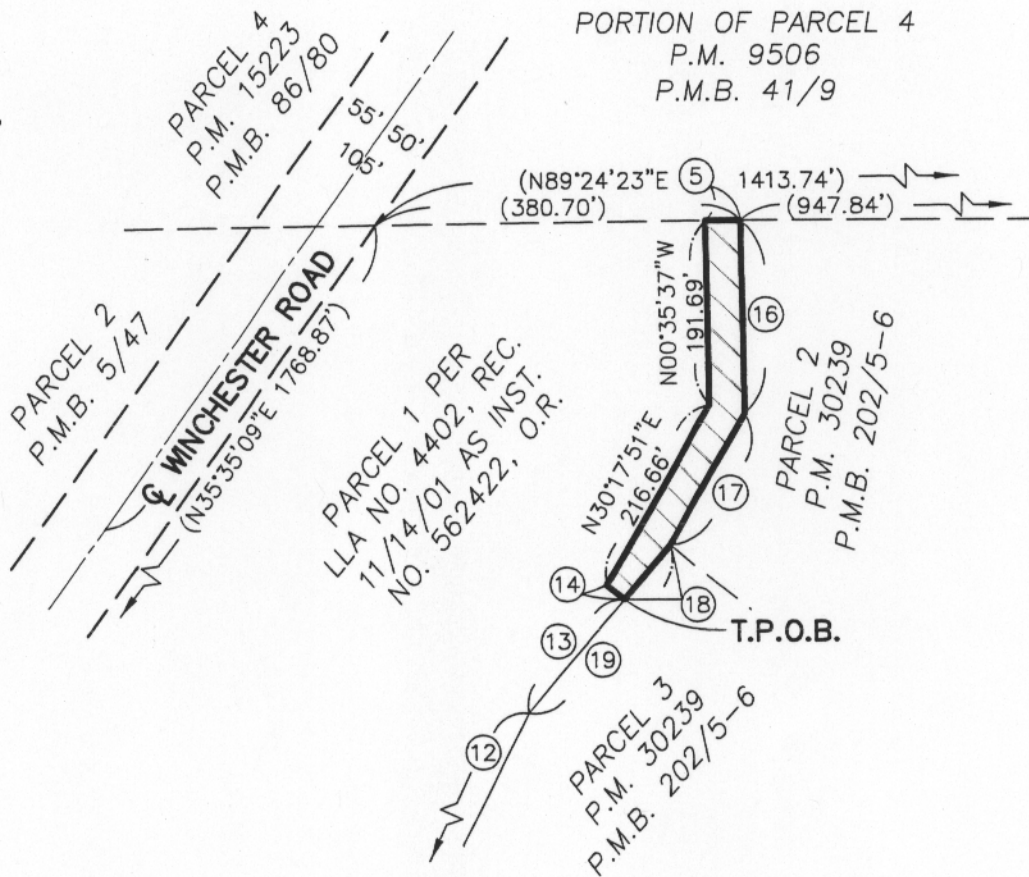 PORTION OF PARCEL 4
P.M. 9506
P.M.B. 41/9
PARCEL 4
P.M. 15223
P.M.B. 86/80
55' 50'
105'
(N89°24'23"E 5 1413.74')
(380.70') (947.84')
PARCEL 2
P.M.B. 5/47
℄ WINCHESTER ROAD
(N35°35'09"E 1768.87')
N00°35'37"W
191.69'
16
PARCEL 1 PER
LLA NO. 4402, REC.
11/14/01 AS INST.
NO. 562422, O.R.
PARCEL 2
P.M. 30239
P.M.B. 202/5-6
N30°17'51"E
216.66'
17
14
18
T.P.O.B.
13
19
12
PARCEL 3
P.M. 30239
P.M.B. 202/5-6